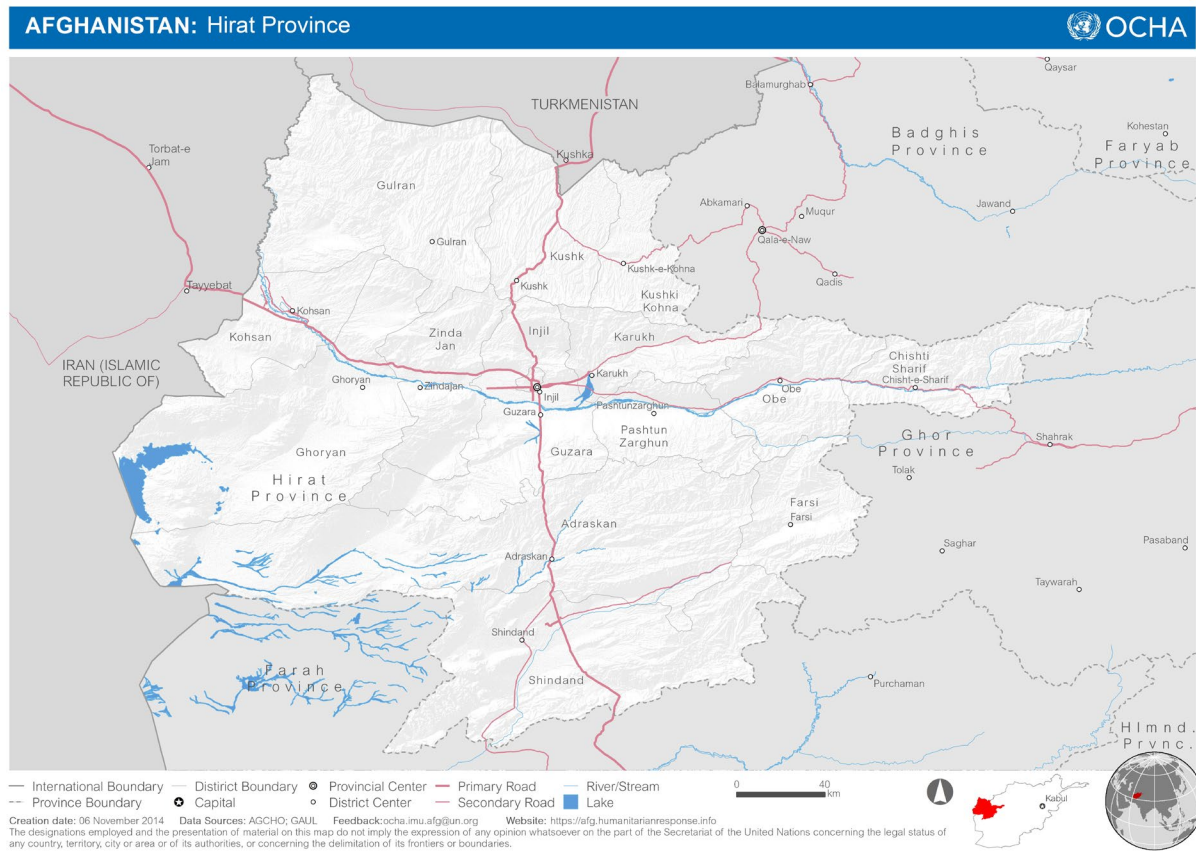 AFGHANISTAN: Hirat Province
OCHA
Qaysar
Balamurghab
TURKMENISTAN
Badghis
Province
Kohestan
Faryab
Province
Torbat-e
Jam
Kushka
Gulran
Abkamari
Muqur
Jawand
Gulran
Qala-e-Naw
Kushk
Kushk-e-Kohna
Qadis
Tayyebat
Kushk
Kushki
Kohna
Kohsan
Kohsan
Zinda
Jan
Injil
Karukh
IRAN (ISLAMIC
REPUBLIC OF)
Chishti
Sharif
Ghoryan
Zindajan
Karukh
Chisht-e-Sharif
Injil
Obe
Obe
Guzara
Pashtunzarghun
Pashtun
Zarghun
Ghor
Province
Shahrak
Ghoryan
Guzara
Tolak
Hirat
Province
Farsi
Farsi
Adraskan
Saghar
Pasaband
Adraskan
Taywarah
Shindand
Farah
Province
Shindand
Purchaman
Hlmnd.
Prvnc.
International Boundary
District Boundary
Provincial Center
Primary Road
River/Stream
Province Boundary
Capital
District Center
Secondary Road
Lake
0 40
km
Kabul
Creation date: 06 November 2014 Data Sources: AGCHO; GAUL Feedback:ocha.imu.afg@un.org Website: https://afg.humanitarianresponse.info
The designations employed and the presentation of material on this map do not imply the expression of any opinion whatsoever on the part of the Secretariat of the United Nations concerning the legal status of
any country, territory, city or area or of its authorities, or concerning the delimitation of its frontiers or boundaries.